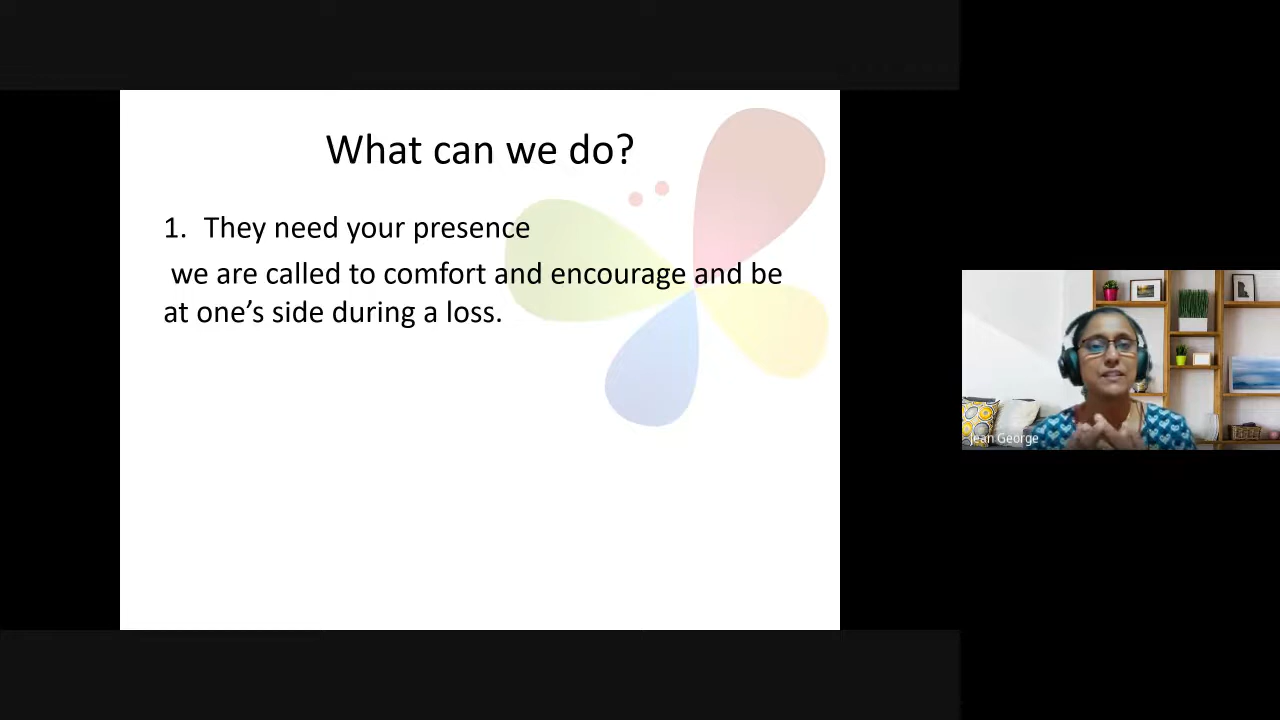 What can we do?
1. They need your presence
we are called to comfort and encourage and be
at one’s side during a loss.
Jean George